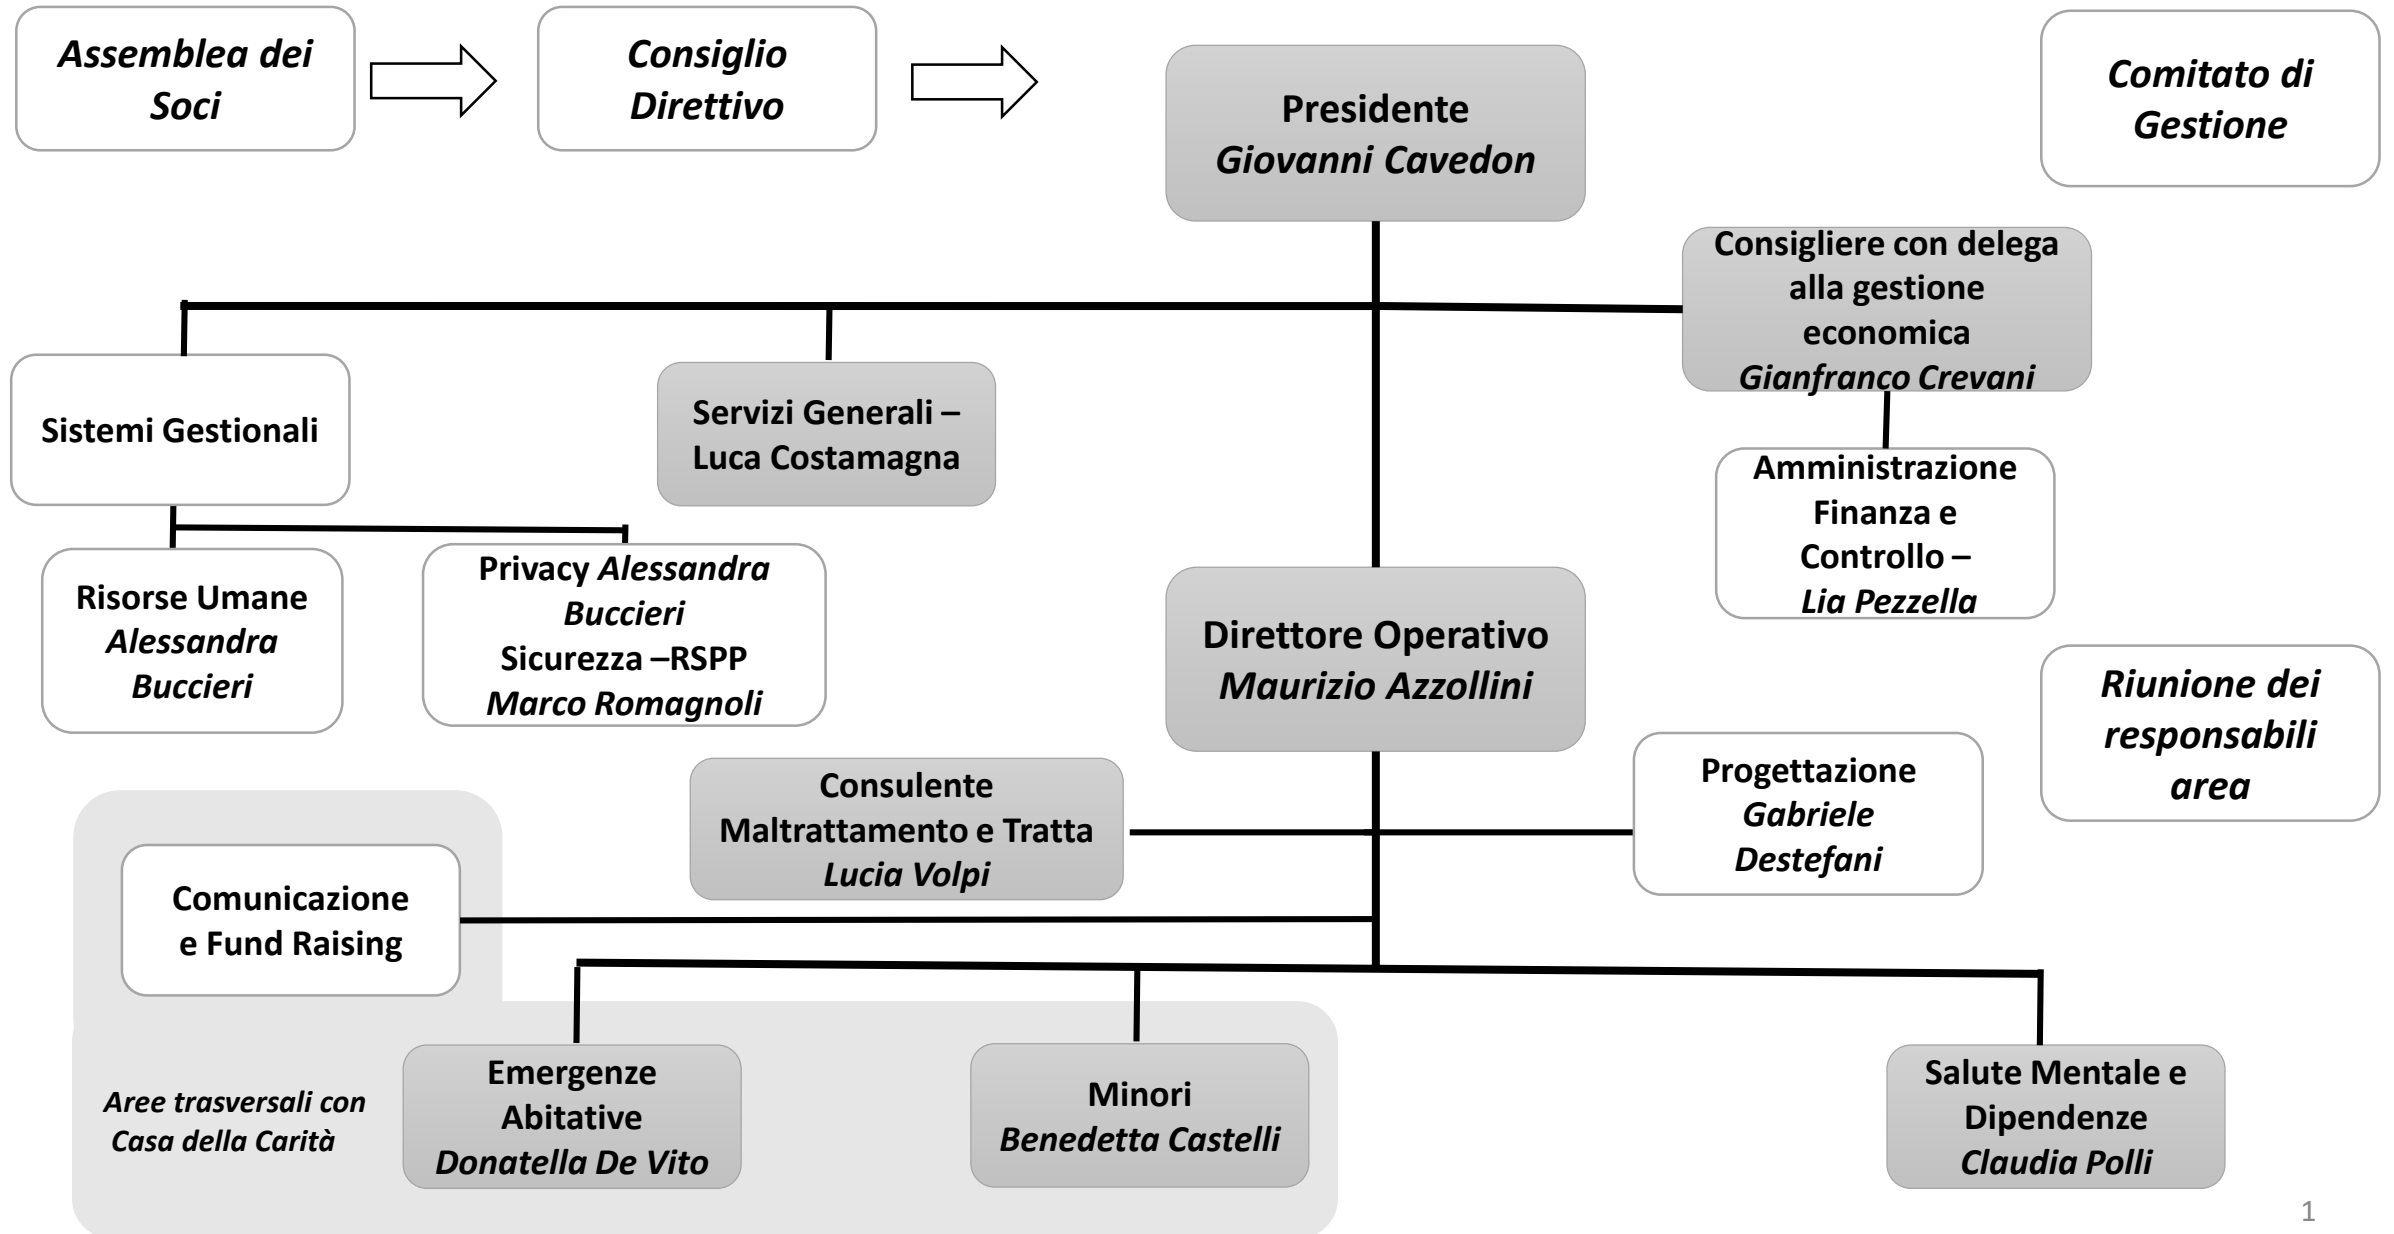 Assemblea dei
Soci
Consiglio
Direttivo
Presidente
Giovanni Cavedon
Comitato di
Gestione
Consigliere con delega
alla gestione
economica
Gianfranco Crevani
Sistemi Gestionali
Servizi Generali –
Luca Costamagna
Amministrazione
Finanza e
Controllo –
Lia Pezzella
Risorse Umane
Alessandra
Buccieri
Privacy Alessandra
Buccieri
Sicurezza –RSPP
Marco Romagnoli
Direttore Operativo
Maurizio Azzollini
Riunione dei
responsabili
area
Consulente
Maltrattamento e Tratta
Lucia Volpi
Progettazione
Gabriele
Destefani
Comunicazione
e Fund Raising
Aree trasversali con
Casa della Carità
Emergenze
Abitative
Donatella De Vito
Minori
Benedetta Castelli
Salute Mentale e
Dipendenze
Claudia Polli
1